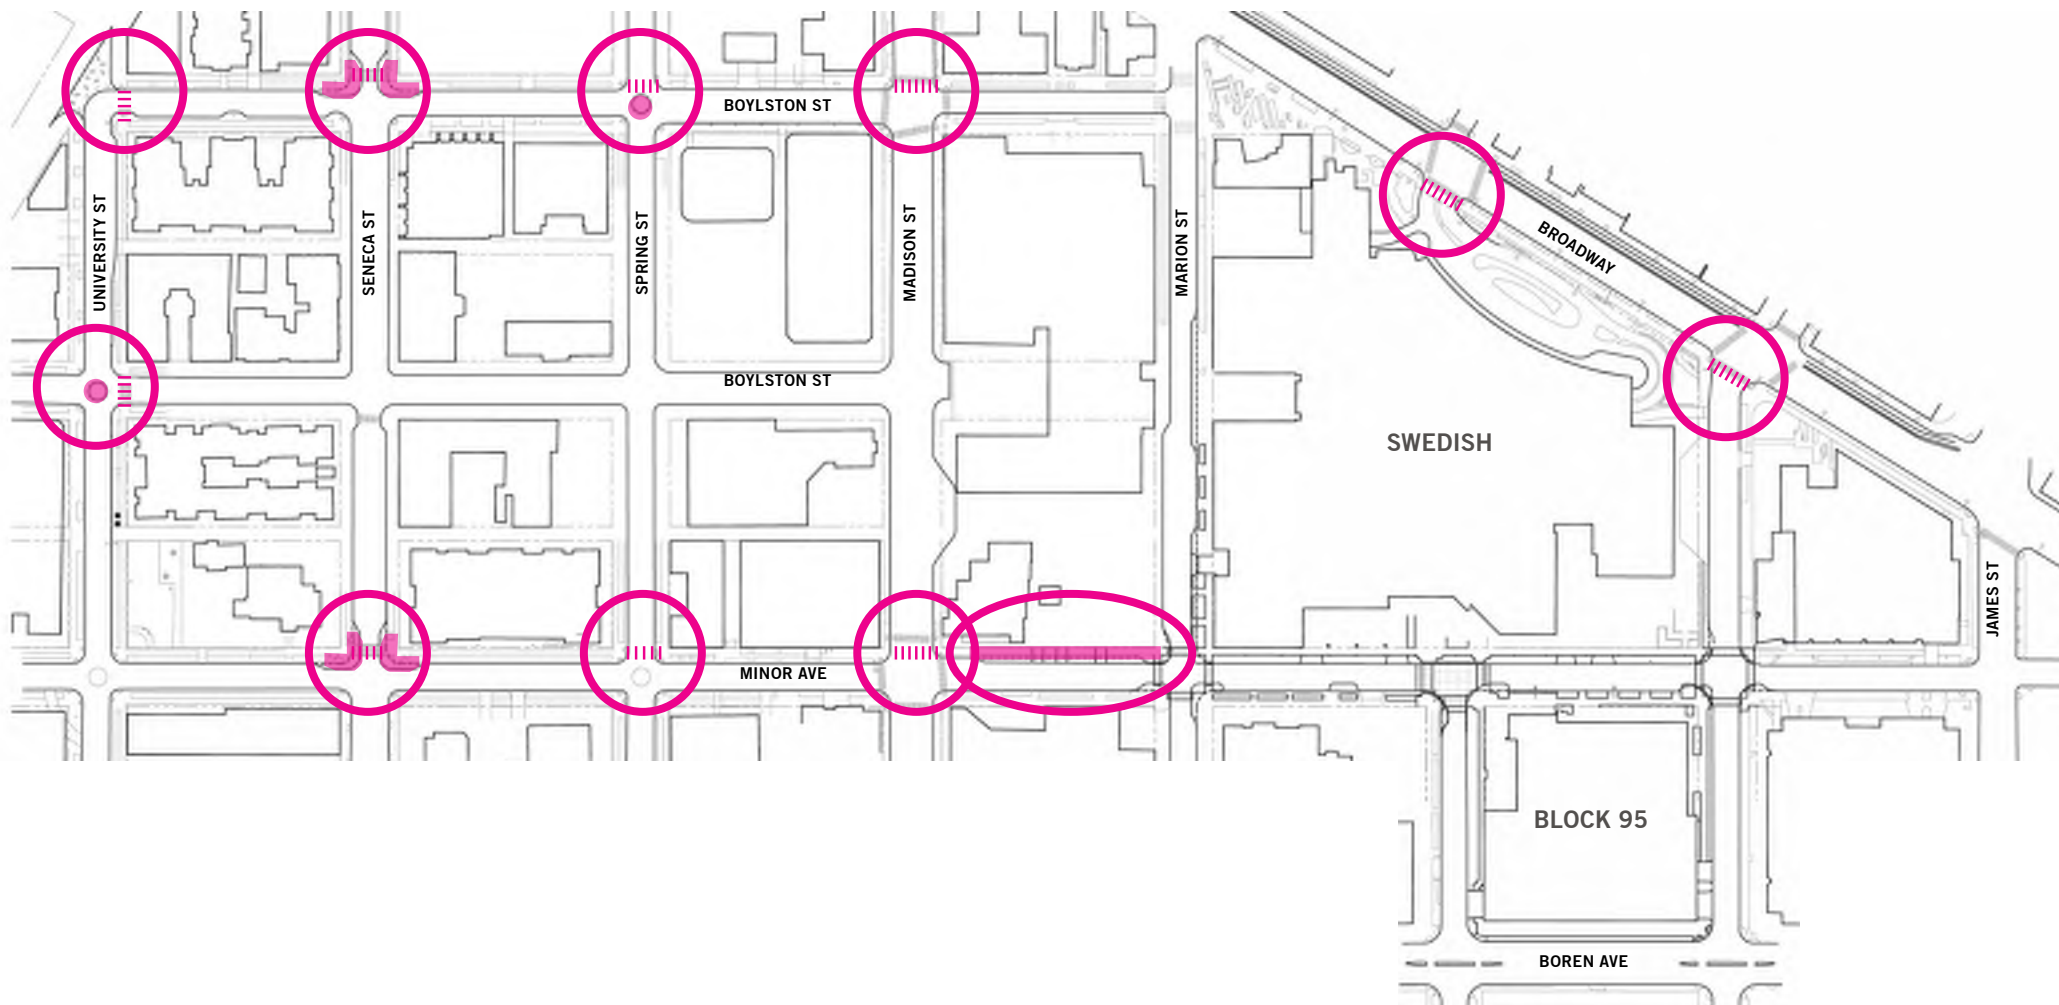 BOYLSTON ST
UNIVERSITY ST
SENECA ST
SPRING ST
MADISON ST
MARION ST
BROADWAY
BOYLSTON ST
SWEDISH
JAMES ST
MINOR AVE
BLOCK 95
BOREN AVE